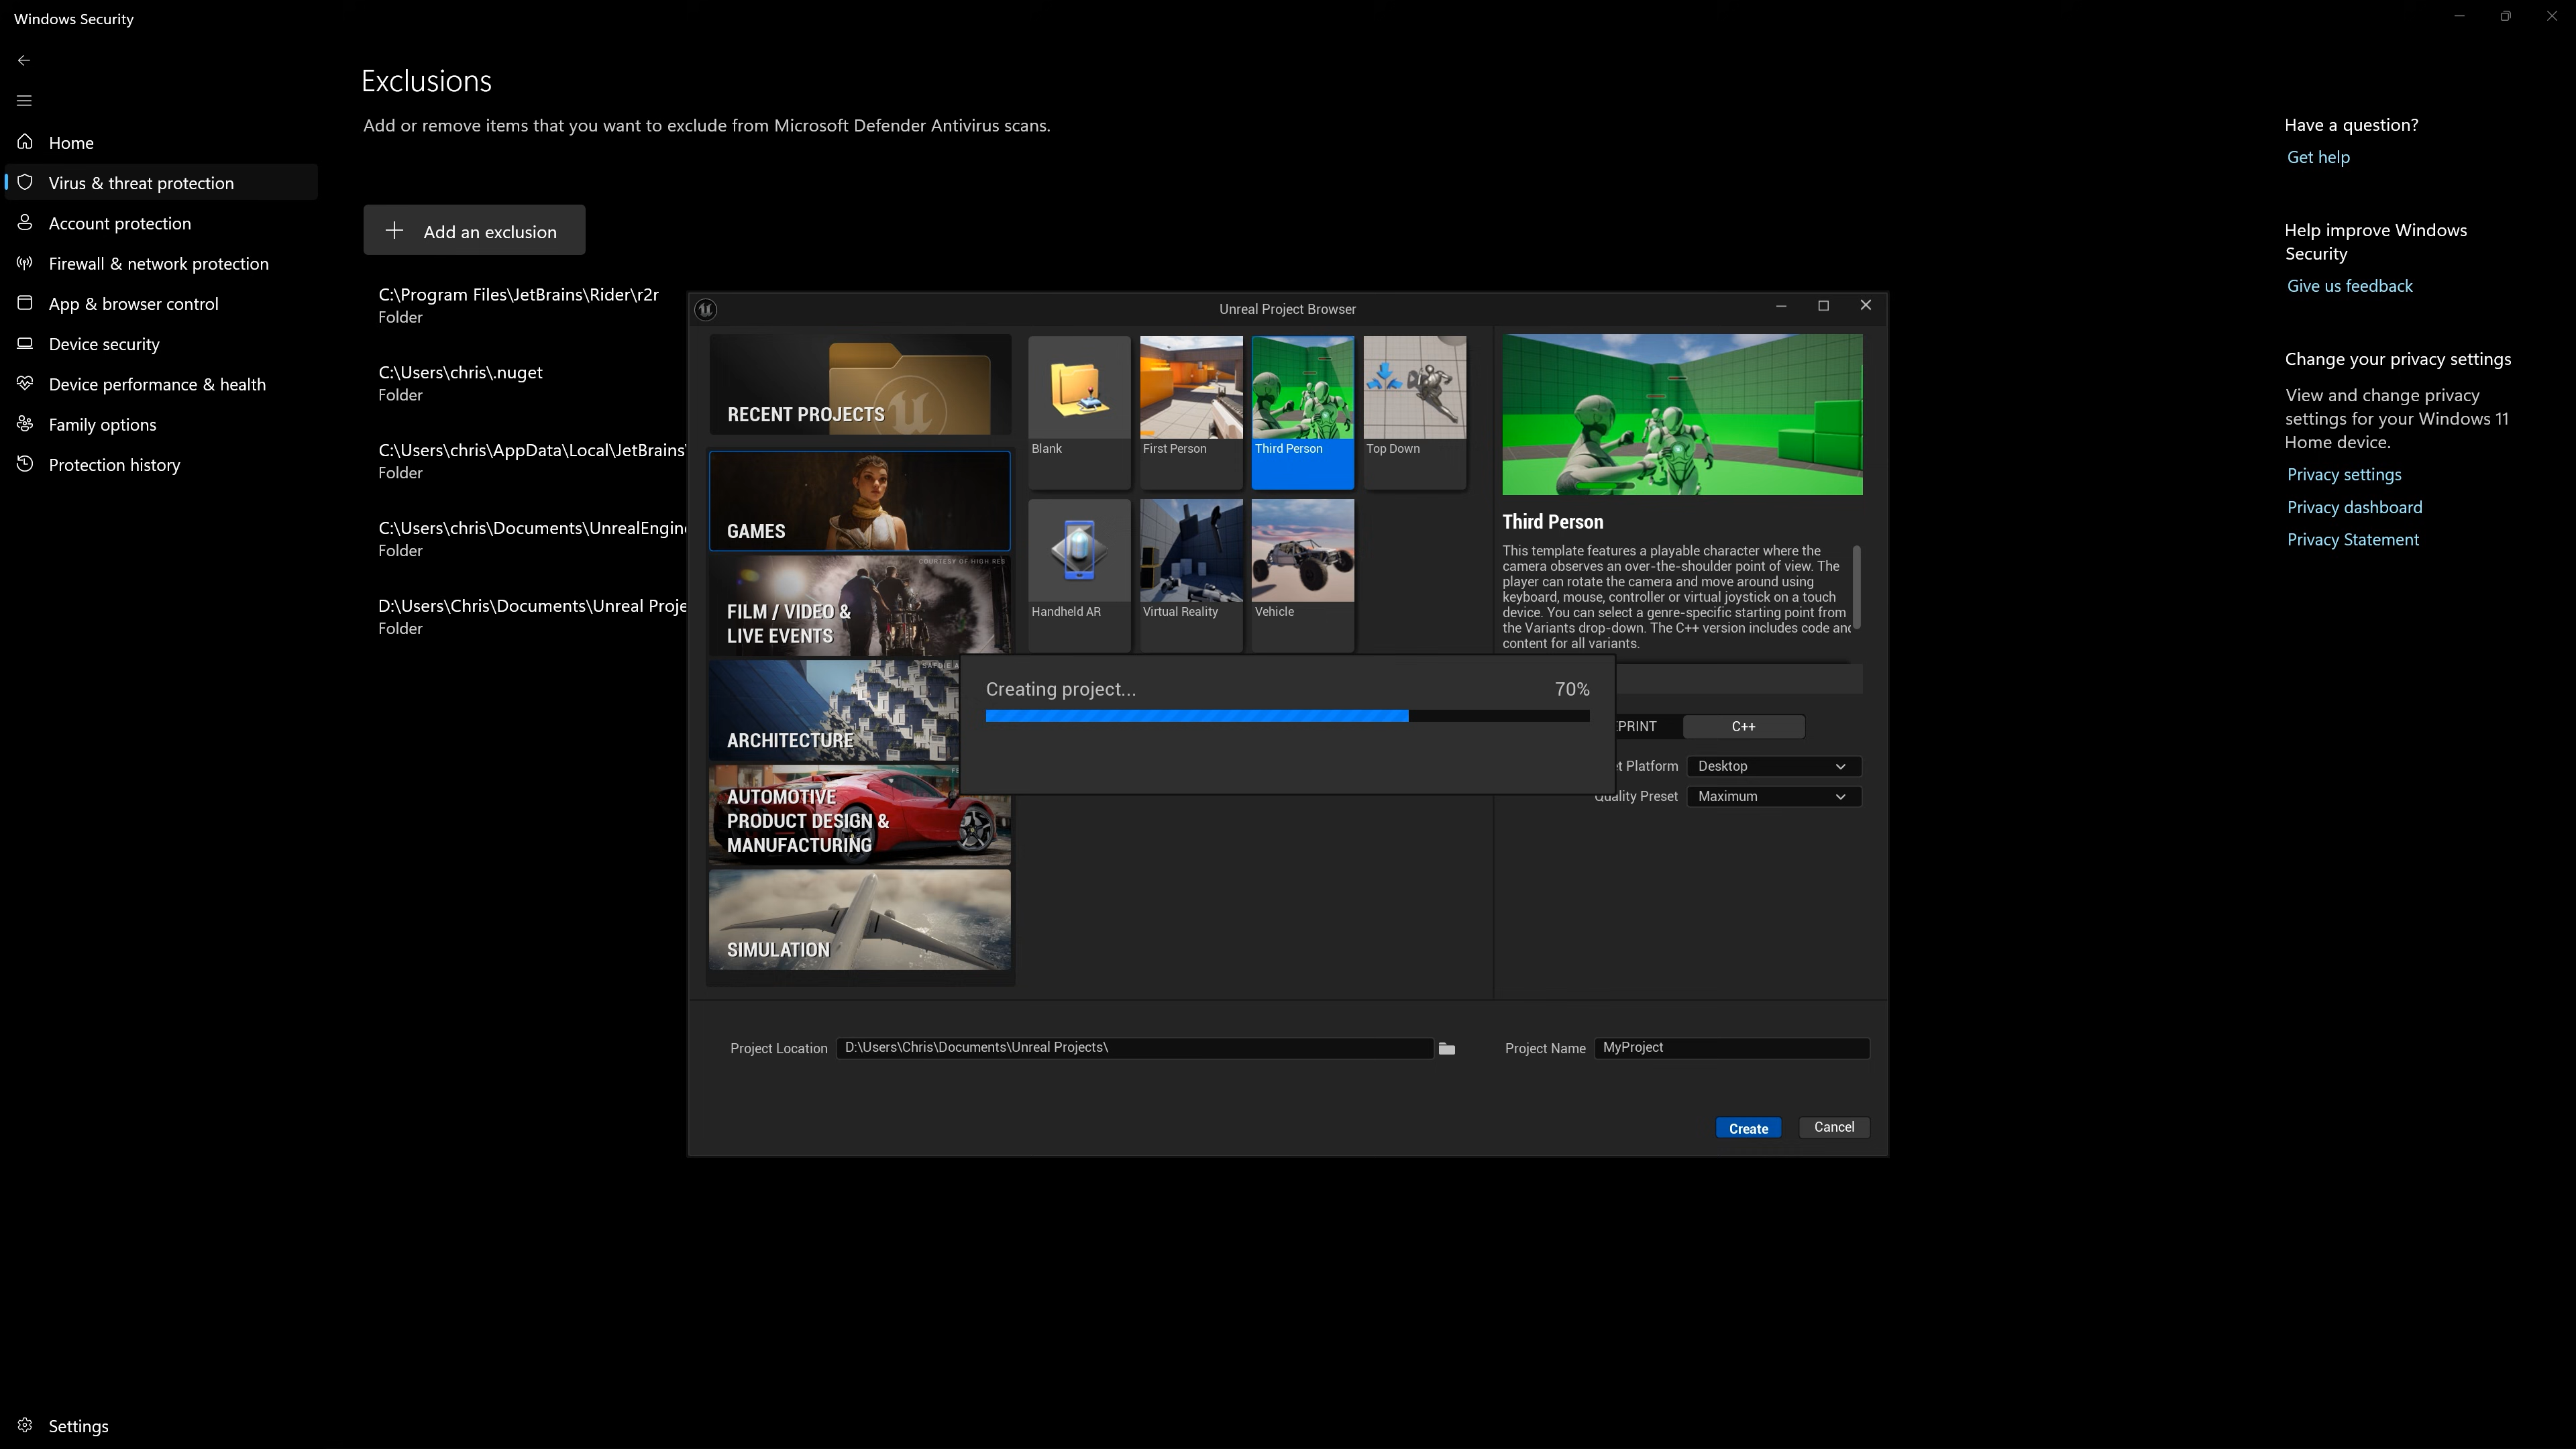 Windows Security
Exclusions
Add or remove items that you want to exclude from Microsoft Defender Antivirus scans.
Home
Virus & threat protection
Account protection
Firewall & network protection
App & browser control
Device security
Device performance & health
Family options
Protection history
Settings
Add an exclusion
C:\Program Files\JetBrains\Rider\r2r
Folder
C:\Users\chris\.nuget
Folder
C:\Users\chris\AppData\Local\JetBrains\
Folder
C:\Users\chris\Documents\UnrealEngin
Folder
D:\Users\Chris\Documents\Unreal Proje
Folder
Have a question?
Get help
Help improve Windows
Security
Give us feedback
Change your privacy settings
View and change privacy
settings for your Windows 11
Home device.
Privacy settings
Privacy dashboard
Privacy Statement
Unreal Project Browser
RECENT PROJECTS
GAMES
COURTESY OF HIGH RES
FILM / VIDEO &
LIVE EVENTS
SAFDIE A
ARCHITECTURE
AUTOMOTIVE
PRODUCT DESIGN &
MANUFACTURING
SIMULATION
Blank
First Person
Third Person
Top Down
Handheld AR
Virtual Reality
Vehicle
Third Person
This template features a playable character where the
camera observes an over-the-shoulder point of view. The
player can rotate the camera and move around using
keyboard, mouse, controller or virtual joystick on a touch
device. You can select a genre-specific starting point from
the Variants drop-down. The C++ version includes code and
content for all variants.
Creating project... 70%
PRINT C++
et Platform Desktop
Quality Preset Maximum
Project Location D:\Users\Chris\Documents\Unreal Projects\
Project Name MyProject
Create Cancel